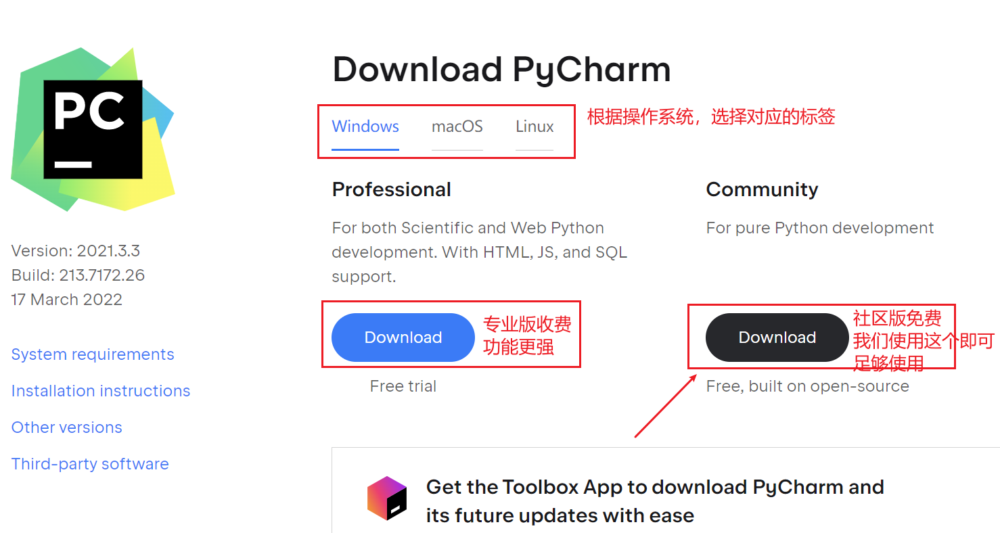 PC
Download PyCharm
Windows
macOS
Linux
根据操作系统，选择对应的标签
Professional
For both Scientific and Web Python
development. With HTML, JS, and SQL
support.
Download
专业版收费
功能更强
Free trial
Community
For pure Python development
Download
社区版免费
我们使用这个即可
足够使用
Free, built on open-source
Version: 2021.3.3
Build: 213.7172.26
17 March 2022
System requirements
Installation instructions
Other versions
Third-party software
Get the Toolbox App to download PyCharm and
its future updates with ease